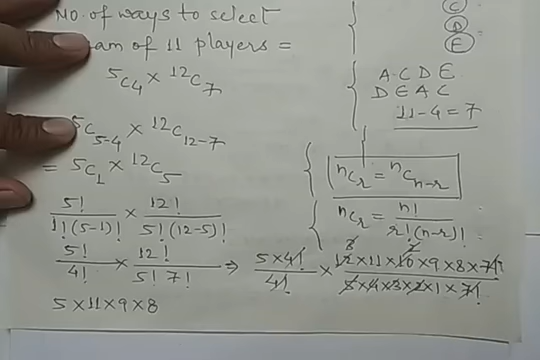 No. of ways to select
am of 11 players =
⁵C₄ × ¹²C₇
⁵C₅₋₄ × ¹²C₁₂₋₇
= ⁵C₁ × ¹²C₅
5! / 1!(5-1)! × 12! / 5!(12-5)!
5! / 4! × 12! / 5! 7! ⇒ 5×4! / 4! × 12×11×10×9×8×7! / 5×4×3×2×1×7!
3 2
5×11×9×8
C
D
E
A C D E
D E A C
11-4=7
ⁿCᵣ = ⁿCₙ₋ᵣ
ⁿCᵣ = n! / r!(n-r)!